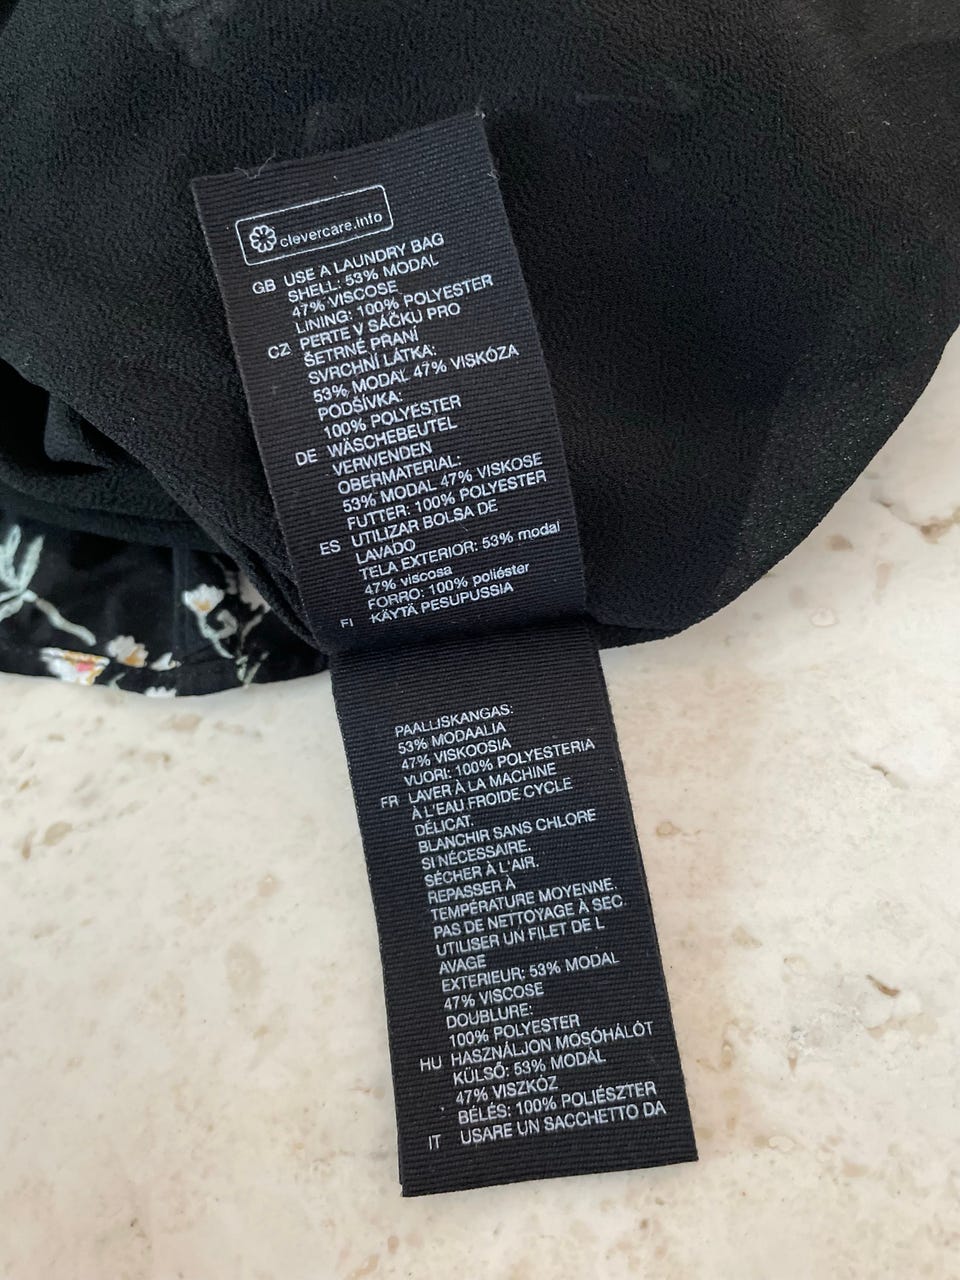 clevercare.info
GB USE A LAUNDRY BAG
SHELL: 53% MODAL
47% VISCOSE
LINING: 100% POLYESTER
CZ PERTE V SÁČKU PRO
ŠETRNÉ PRANÍ
SVRCHNÍ LÁTKA:
53% MODAL 47% VISKÓZA
PODŠÍVKA:
100% POLYESTER
DE WÄSCHEBEUTEL
VERWENDEN
OBERMATERIAL:
53% MODAL 47% VISKOSE
FUTTER: 100% POLYESTER
ES UTILIZAR BOLSA DE
LAVADO
TELA EXTERIOR: 53% modal
47% viscosa
FORRO: 100% poliéster
FI KÄYTÄ PESUPUSSIA
PAALLISKANGAS:
53% MODAALIA
47% VISKOOSIA
VUORI: 100% POLYESTERIA
FR LAVER À LA MACHINE
À L'EAU FROIDE CYCLE
DÉLICAT.
BLANCHIR SANS CHLORE
SI NÉCESSAIRE.
SÉCHER À L'AIR.
REPASSER À
TEMPÉRATURE MOYENNE.
PAS DE NETTOYAGE À SEC.
UTILISER UN FILET DE L
AVAGE
EXTERIEUR: 53% MODAL
47% VISCOSE
DOUBLURE:
100% POLYESTER
HU HASZNÁLJON MOSÓHÁLÓT
KÜLSŐ: 53% MODÁL
47% VISZKÓZ
BÉLÉS: 100% POLIÉSZTER
IT USARE UN SACCHETTO DA